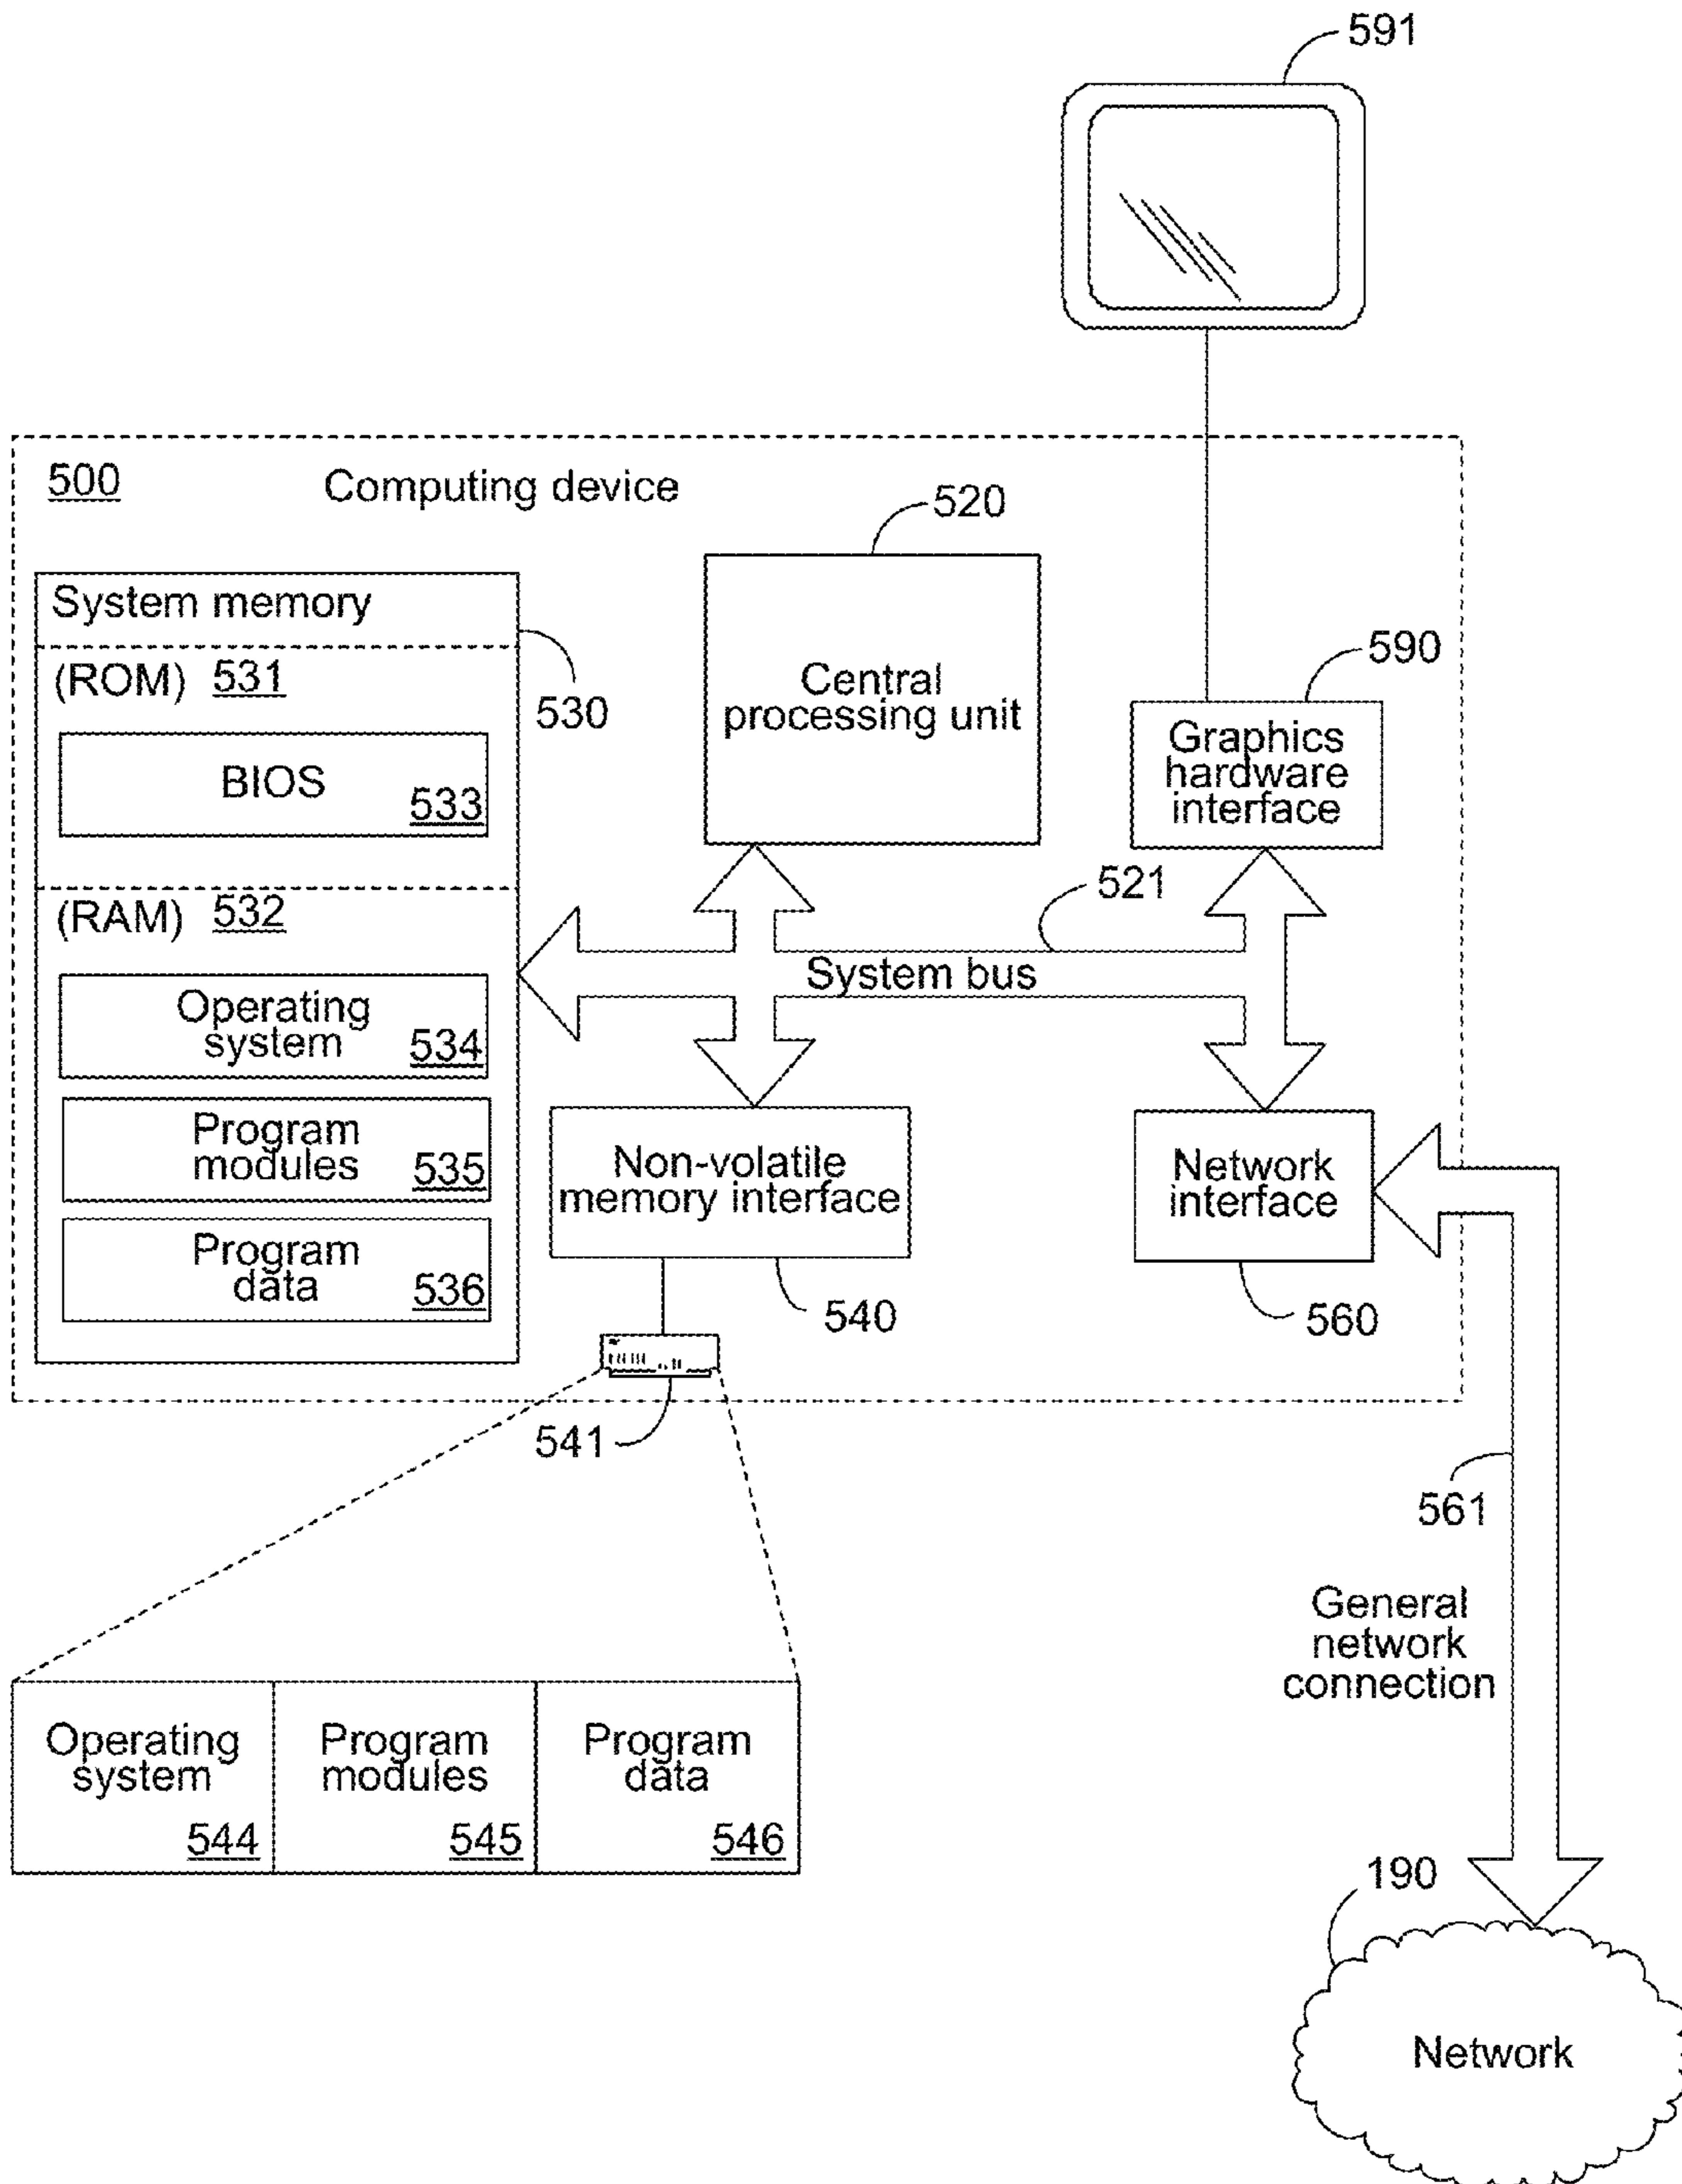 591
500
Computing device
520
System memory
(ROM) 531
530
BIOS
533
Central
processing unit
590
Graphics
hardware
interface
521
(RAM) 532
System bus
Operating
system
534
Program
modules
535
Program
data
536
Non-volatile
memory interface
540
541
Network
interface
560
561
General
network
connection
Operating
system
544
Program
modules
545
Program
data
546
190
Network